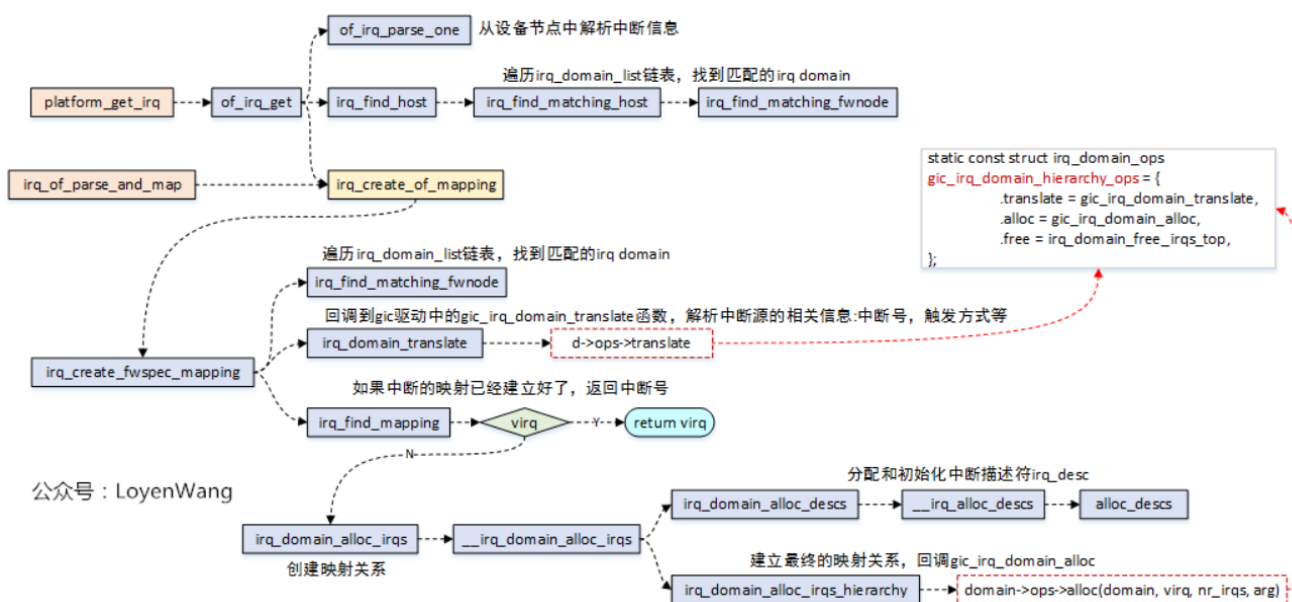 of_irq_parse_one
从设备节点中解析中断信息
遍历irq_domain_list链表，找到匹配的irq domain
platform_get_irq
of_irq_get
irq_find_host
irq_find_matching_host
irq_find_matching_fwnode
static const struct irq_domain_ops
gic_irq_domain_hierarchy_ops = {
.translate = gic_irq_domain_translate,
.alloc = gic_irq_domain_alloc,
.free = irq_domain_free_irqs_top,
};
irq_of_parse_and_map
irq_create_of_mapping
遍历irq_domain_list链表，找到匹配的irq domain
irq_find_matching_fwnode
回调到gic驱动中的gic_irq_domain_translate函数，解析中断源的相关信息:中断号，触发方式等
irq_domain_translate
d->ops->translate
irq_create_fwspec_mapping
如果中断的映射已经建立好了，返回中断号
irq_find_mapping
virq
Y
return virq
N
公众号：LoyenWang
分配和初始化中断描述符irq_desc
irq_domain_alloc_descs
__irq_alloc_descs
alloc_descs
irq_domain_alloc_irqs
__irq_domain_alloc_irqs
创建映射关系
建立最终的映射关系，回调gic_irq_domain_alloc
irq_domain_alloc_irqs_hierarchy
domain->ops->alloc(domain, virq, nr_irqs, arg)